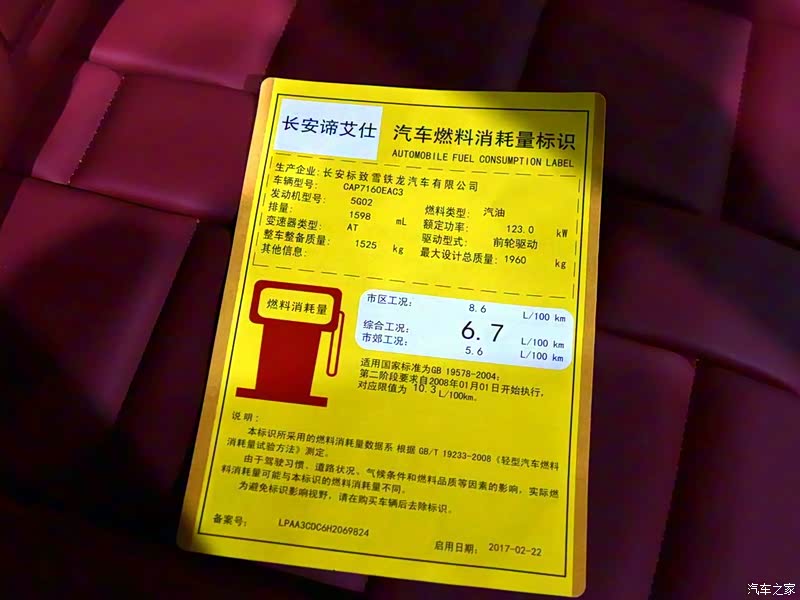 长安谛艾仕
汽车燃料消耗量标识
AUTOMOBILE FUEL CONSUMPTION LABEL
生产企业:长安标致雪铁龙汽车有限公司
车辆型号: CAP7160EAC3
发动机型号: 5G02 燃料类型: 汽油
排量: 1598 mL 额定功率: 123.0 kW
变速器类型: AT 驱动型式: 前轮驱动
整车整备质量: 1525 kg 最大设计总质量: 1960 kg
其他信息:
燃料消耗量
市区工况: 8.6 L/100 km
综合工况: 6.7 L/100 km
市郊工况: 5.6 L/100 km
适用国家标准为GB 19578-2004;
第二阶段要求自2008年01月01日开始执行,
对应限值为 10.3 L/100km.
说明:
本标识所采用的燃料消耗量数据系 根据 GB/T 19233-2008《轻型汽车燃料
消耗量试验方法》测定。
由于驾驶习惯、道路状况、气候条件和燃料品质等因素的影响,实际燃
料消耗量可能与本标识的燃料消耗量不同。
为避免标识影响视野,请在购买车辆后去除标识。
备案号: LPAA3CDC6H2069824
启用日期: 2017-02-22
汽车之家